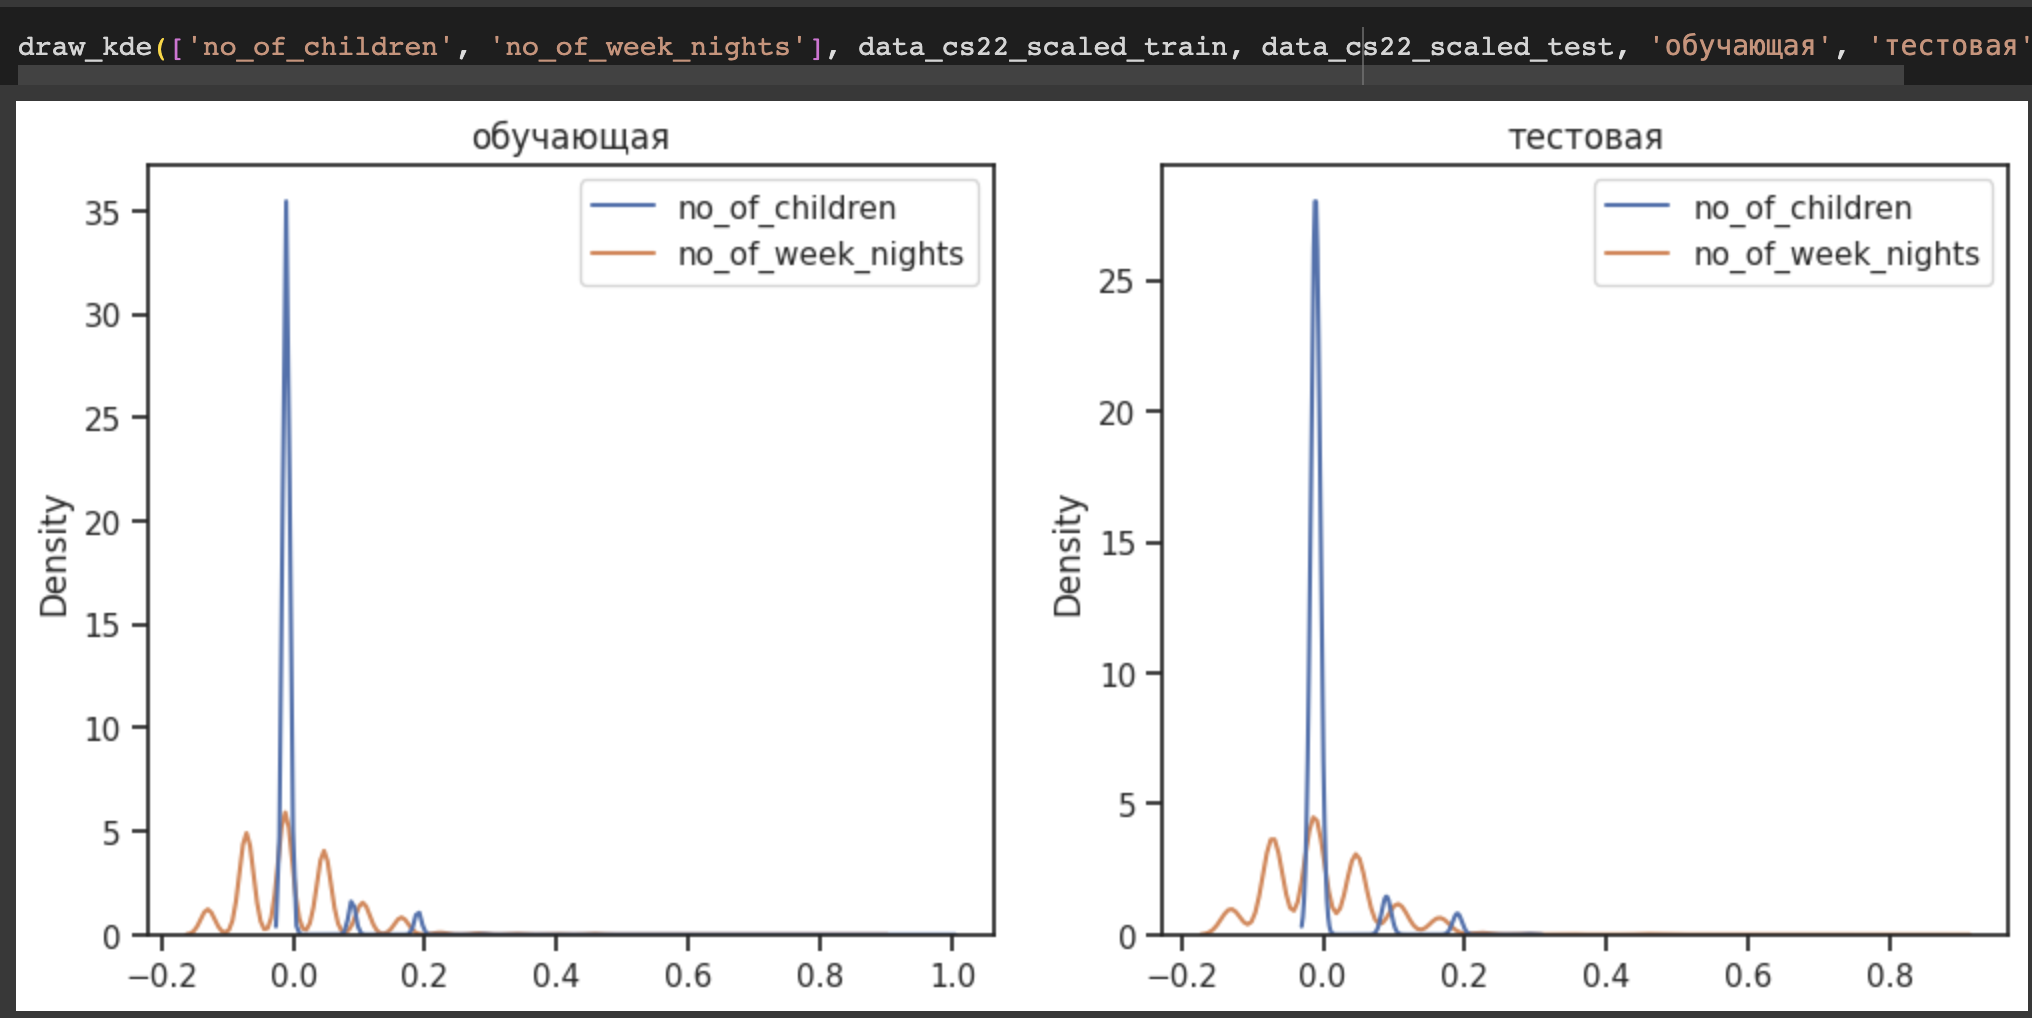 draw_kde(['no_of_children', 'no_of_week_nights'], data_cs22_scaled_train, data_cs22_scaled_test, 'обучающая', 'тестовая'
обучающая
no_of_children
no_of_week_nights
Density
35
30
25
20
15
10
5
0
−0.2 0.0 0.2 0.4 0.6 0.8 1.0
тестовая
no_of_children
no_of_week_nights
Density
25
20
15
10
5
0
−0.2 0.0 0.2 0.4 0.6 0.8